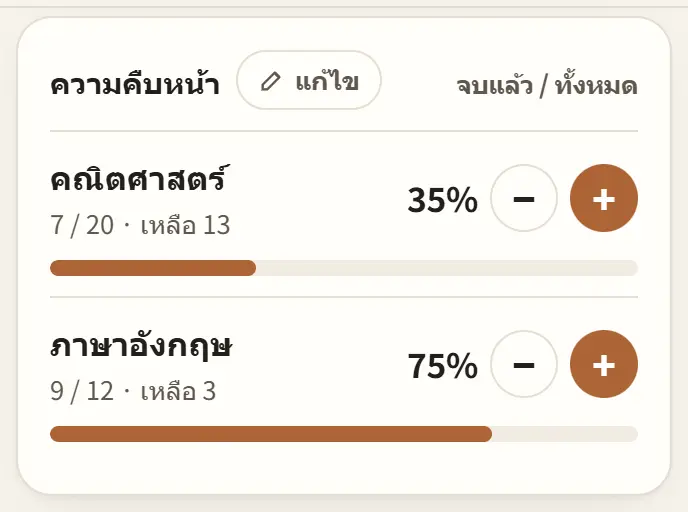 ความคืบหน้า แก้ไข จบแล้ว / ทั้งหมด
คณิตศาสตร์ 35% − +
7 / 20 · เหลือ 13
ภาษาอังกฤษ 75% − +
9 / 12 · เหลือ 3